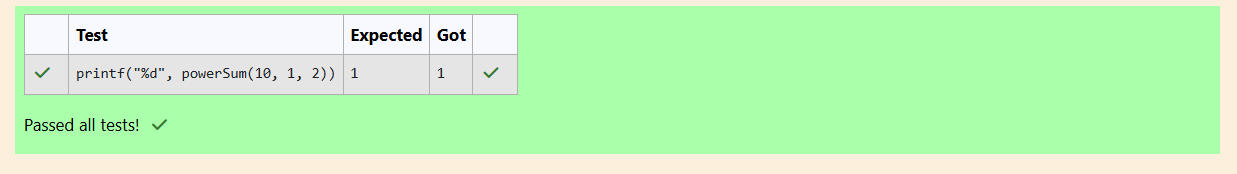 Test Expected Got
printf("%d", powerSum(10, 1, 2)) 1 1
Passed all tests!